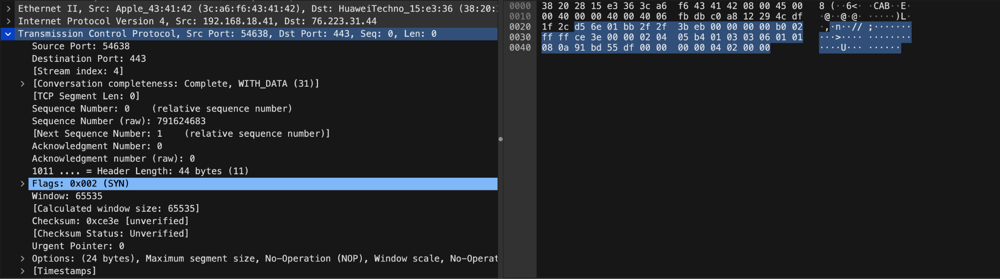 Ethernet II, Src: Apple_43:41:42 (3c:a6:f6:43:41:42), Dst: HuaweiTechno_15:e3:36 (38:20:
Internet Protocol Version 4, Src: 192.168.18.41, Dst: 76.223.31.44
Transmission Control Protocol, Src Port: 54638, Dst Port: 443, Seq: 0, Len: 0
Source Port: 54638
Destination Port: 443
[Stream index: 4]
[Conversation completeness: Complete, WITH_DATA (31)]
[TCP Segment Len: 0]
Sequence Number: 0    (relative sequence number)
Sequence Number (raw): 791624683
[Next Sequence Number: 1    (relative sequence number)]
Acknowledgment Number: 0
Acknowledgment number (raw): 0
1011 .... = Header Length: 44 bytes (11)
Flags: 0x002 (SYN)
Window: 65535
[Calculated window size: 65535]
Checksum: 0xce3e [unverified]
[Checksum Status: Unverified]
Urgent Pointer: 0
Options: (24 bytes), Maximum segment size, No-Operation (NOP), Window scale, No-Operat
[Timestamps]
0000 38 20 28 15 e3 36 3c a6 f6 43 41 42 08 00 45 00 8 (··6<· ·CAB··E·
0010 00 40 00 00 40 00 40 06 fb db c0 a8 12 29 4c df ·@··@·@· ·····)L·
0020 1f 2c d5 6e 01 bb 2f 2f 3b eb 00 00 00 00 b0 02 ·,·n··// ;·······
0030 ff ff ce 3e 00 00 02 04 05 b4 01 03 03 06 01 01 ···>···· ········
0040 08 0a 91 bd 55 df 00 00 00 00 04 02 00 00 ····U··· ······